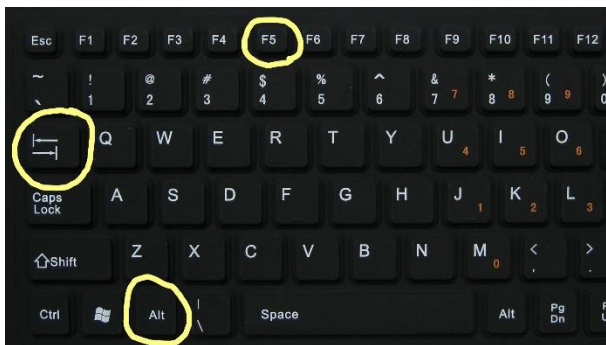 Esc F1 F2 F3 F4 F5 F6 F7 F8 F9 F10 F11 F12
~ ! @ # $ % ^ & * (
` 1 2 3 4 5 6 7 7 8 8 9 9
Q W E R T Y U 4 I 5 O 6
Caps Lock A S D F G H J 1 K 2 L 3
Shift Z X C V B N M 0 < , > .
Ctrl Alt | \ Space Alt Pg Dn